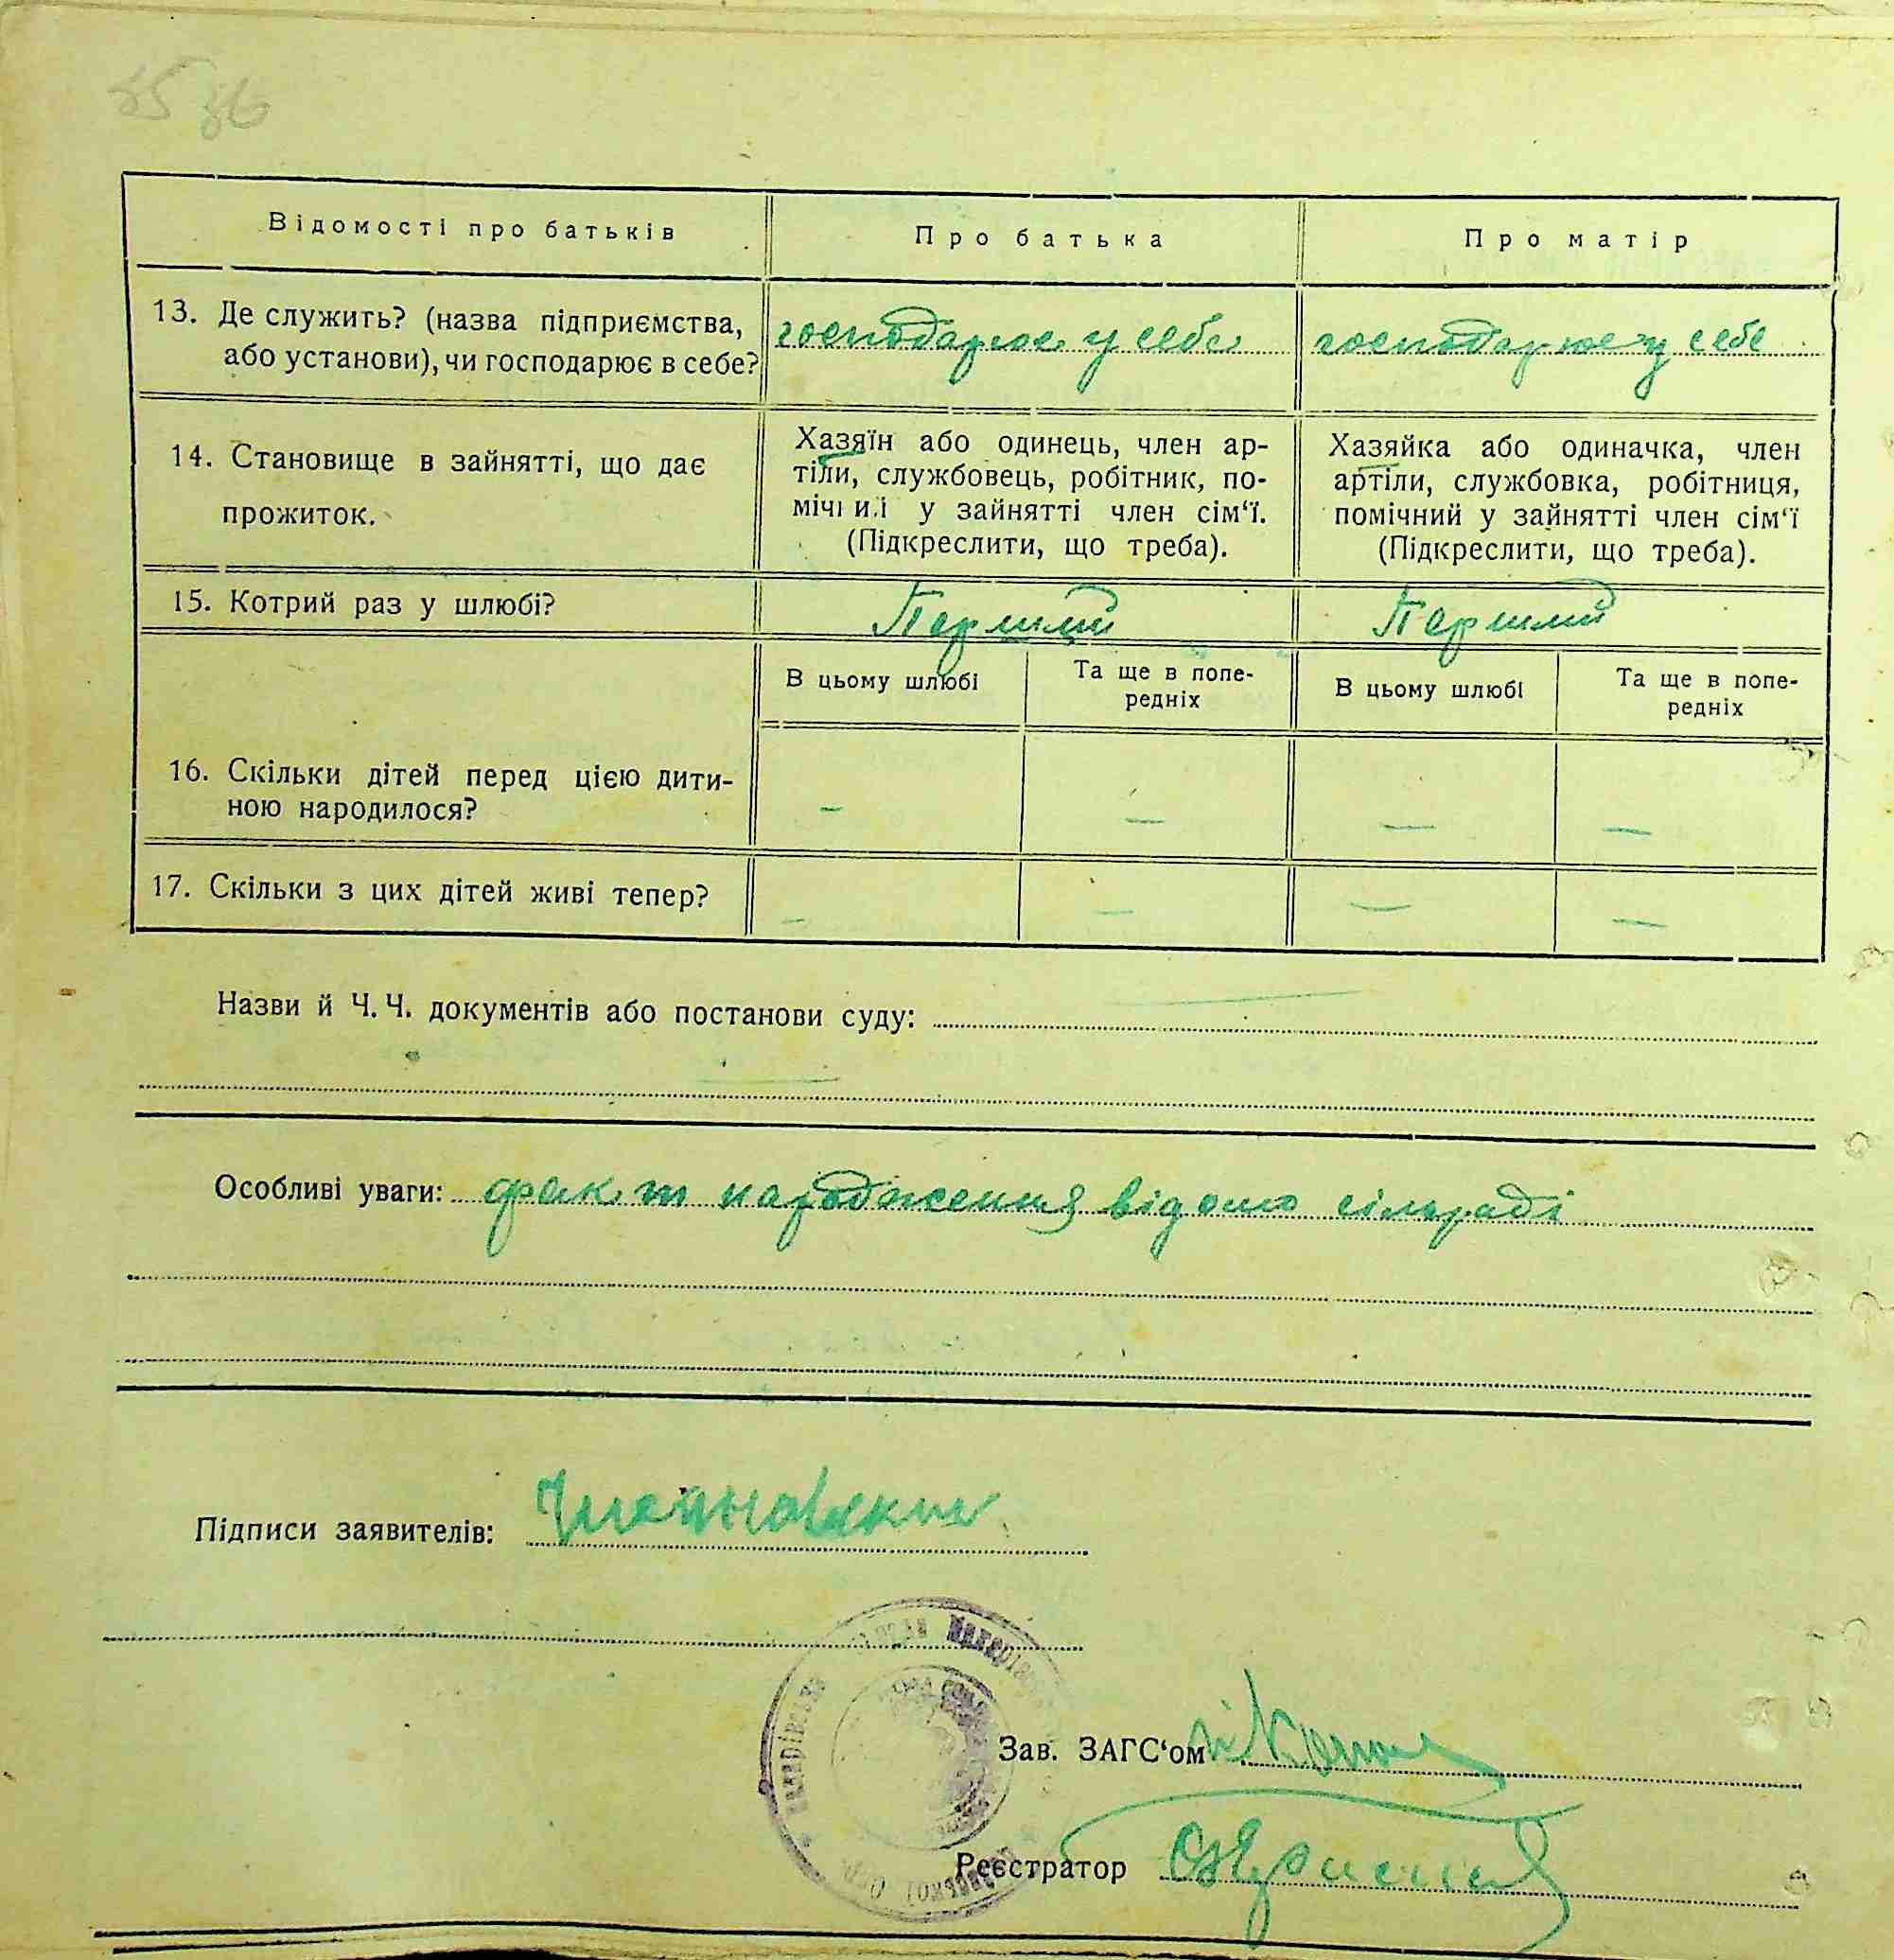 Відомості про батьків Про батька Про матір
13. Де служить? (назва підприємства, господарює у себе господарює у себе
або установи), чи господарює в себе?
14. Становище в зайнятті, що дає
прожиток.
Хазяїн або одинець, член ар-
тіли, службовець, робітник, по-
мічний у зайнятті член сім‘ї.
(Підкреслити, що треба).
Хазяйка або одиначка, член
артіли, службовка, робітниця,
помічний у зайнятті член сім‘ї
(Підкреслити, що треба).
15. Котрий раз у шлюбі? Перший Перший
В цьому шлюбі Та ще в попе-
редніх
В цьому шлюбі Та ще в попе-
редніх
16. Скільки дітей перед цією дити-
ною народилося? — — — —
17. Скільки з цих дітей живі тепер? — — — —
Назви й Ч. Ч. документів або постанови суду: —
—
Особливі уваги: факт народження відомо сільраді
Підписи заявителів:
Зав. ЗАГС‘ом
Реєстратор